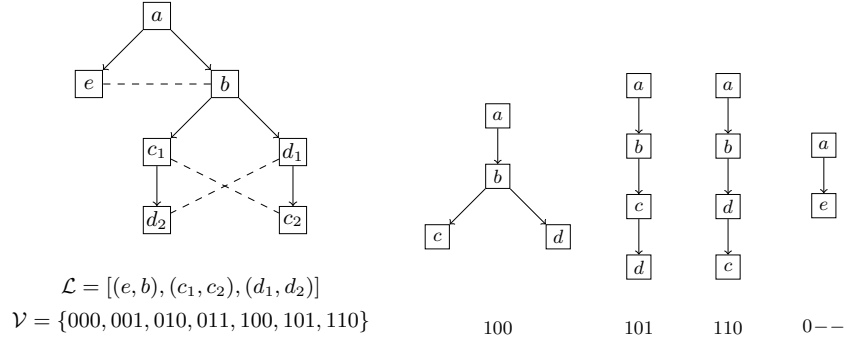 a
e
b
c₁
d₁
d₂
c₂
ℒ = [(e, b), (c₁, c₂), (d₁, d₂)]
𝒱 = {000, 001, 010, 011, 100, 101, 110}
a
b
c
d
100
a
b
c
d
101
a
b
d
c
110
a
e
0−−